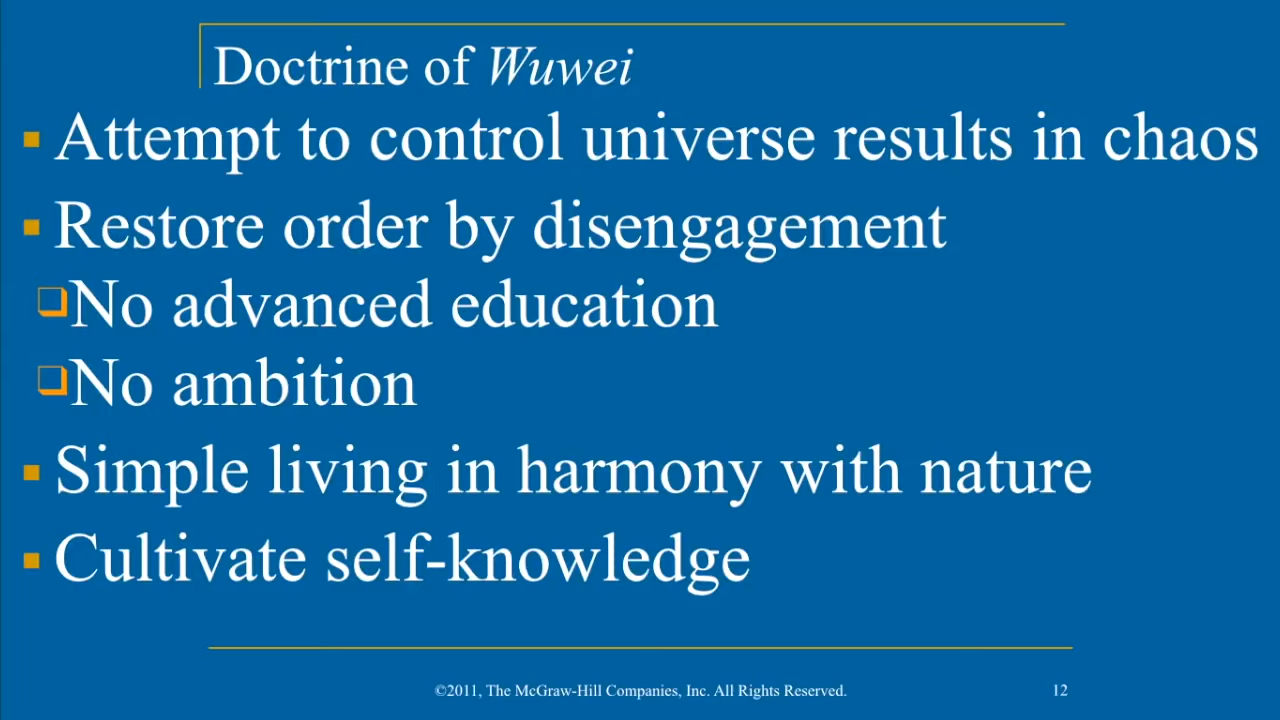 Doctrine of Wuwei
Attempt to control universe results in chaos
Restore order by disengagement
No advanced education
No ambition
Simple living in harmony with nature
Cultivate self-knowledge
©2011, The McGraw-Hill Companies, Inc. All Rights Reserved.
12